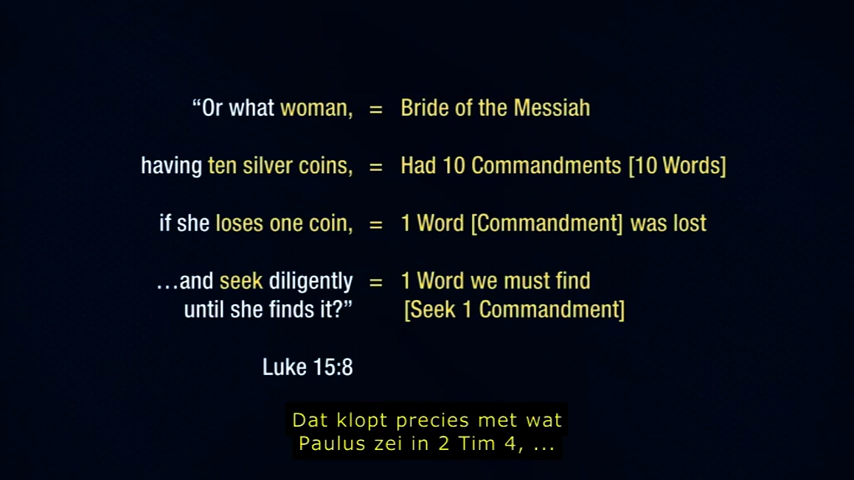 “Or what woman, = Bride of the Messiah
having ten silver coins, = Had 10 Commandments [10 Words]
if she loses one coin, = 1 Word [Commandment] was lost
…and seek diligently = 1 Word we must find
until she finds it?” [Seek 1 Commandment]
Luke 15:8
Dat klopt precies met wat
Paulus zei in 2 Tim 4, ...